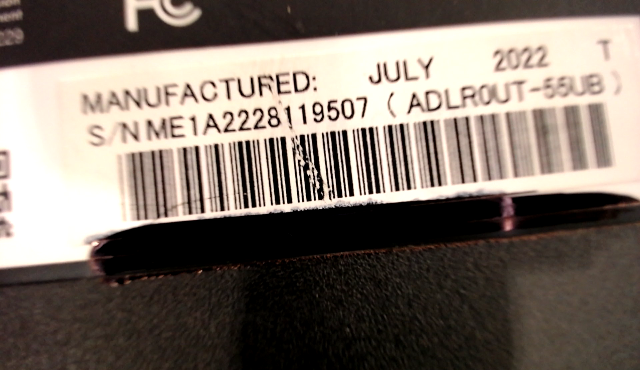 FC
MANUFACTURED: JULY 2022 T
S/N ME1A2228119507 ( ADLR0UT-55UB )